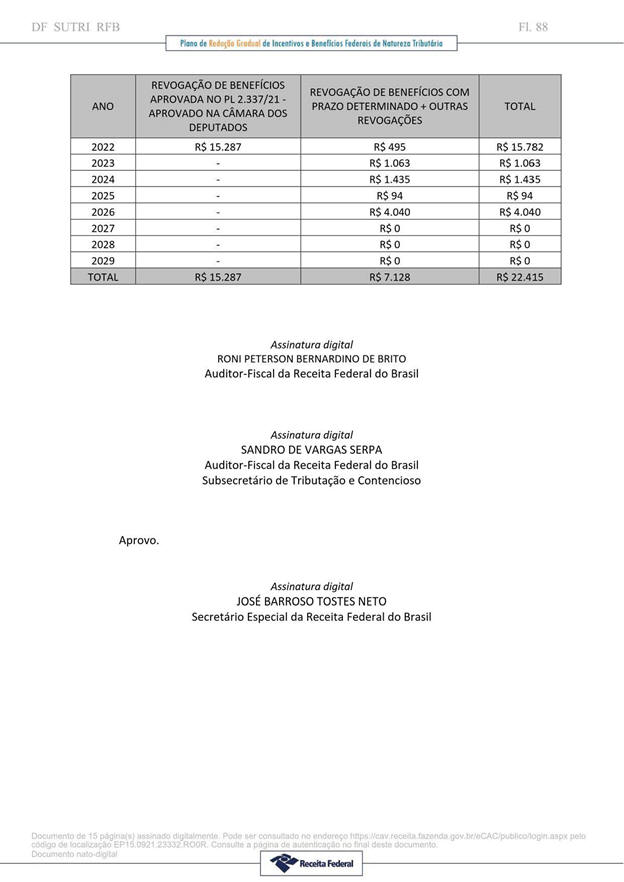 DF SUTRI RFB
Fl. 88
Plano de Redução Gradual de Incentivos e Benefícios Federais de Natureza Tributária
ANO
REVOGAÇÃO DE BENEFÍCIOS
APROVADA NO PL 2.337/21 -
APROVADO NA CÂMARA DOS
DEPUTADOS
REVOGAÇÃO DE BENEFÍCIOS COM
PRAZO DETERMINADO + OUTRAS
REVOGAÇÕES
TOTAL
2022 R$ 15.287 R$ 495 R$ 15.782
2023 - R$ 1.063 R$ 1.063
2024 - R$ 1.435 R$ 1.435
2025 - R$ 94 R$ 94
2026 - R$ 4.040 R$ 4.040
2027 - R$ 0 R$ 0
2028 - R$ 0 R$ 0
2029 - R$ 0 R$ 0
TOTAL R$ 15.287 R$ 7.128 R$ 22.415
Assinatura digital
RONI PETERSON BERNARDINO DE BRITO
Auditor-Fiscal da Receita Federal do Brasil
Assinatura digital
SANDRO DE VARGAS SERPA
Auditor-Fiscal da Receita Federal do Brasil
Subsecretário de Tributação e Contencioso
Aprovo.
Assinatura digital
JOSÉ BARROSO TOSTES NETO
Secretário Especial da Receita Federal do Brasil
Documento de 15 página(s) assinado digitalmente. Pode ser consultado no endereço https://cav.receita.fazenda.gov.br/eCAC/publico/login.aspx pelo
código de localização EP15.0921.23332.RO0R. Consulte a página de autenticação no final deste documento.
Documento nato-digital
Receita Federal